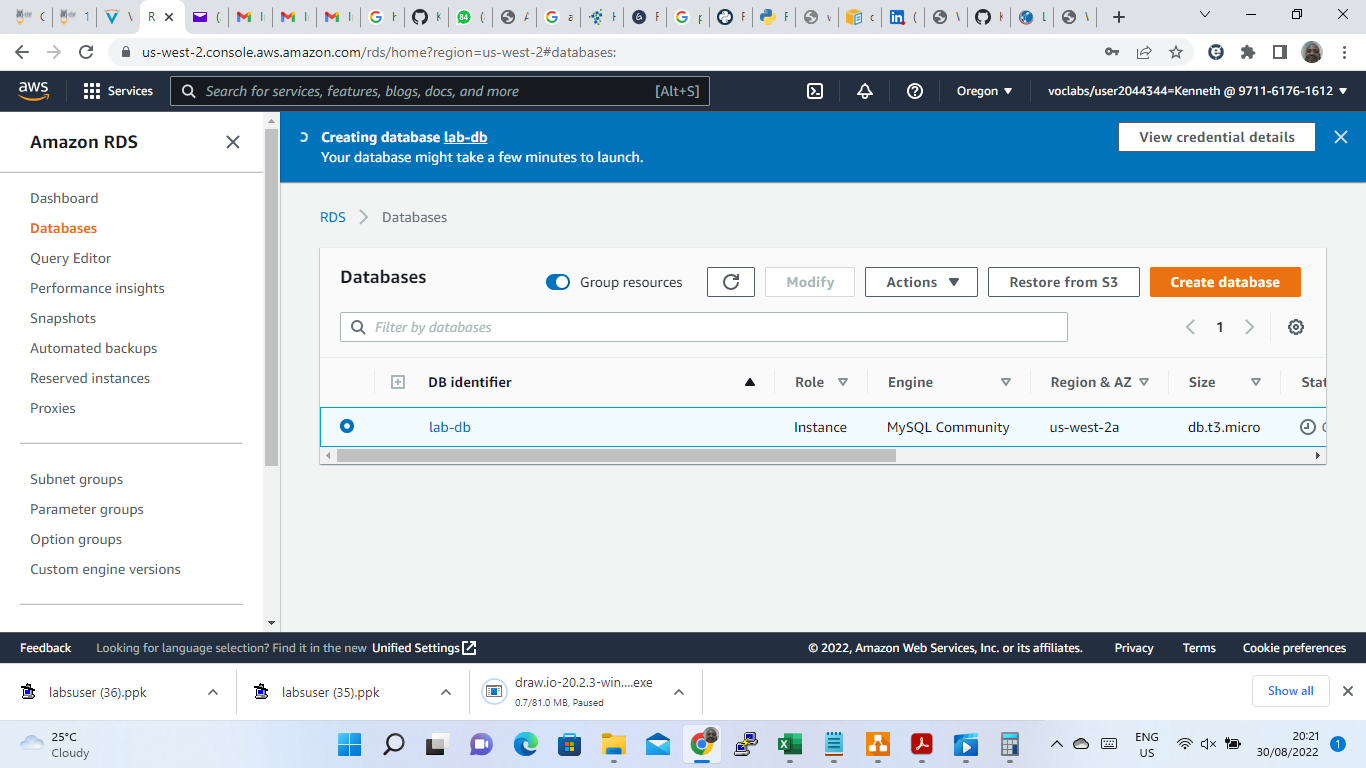 us-west-2.console.aws.amazon.com/rds/home?region=us-west-2#databases:
aws
Services
Search for services, features, blogs, docs, and more
[Alt+S]
Oregon
voclabs/user2044344=Kenneth @ 9711-6176-1612
Amazon RDS
Dashboard
Databases
Query Editor
Performance insights
Snapshots
Automated backups
Reserved instances
Proxies
Subnet groups
Parameter groups
Option groups
Custom engine versions
Creating database lab-db
Your database might take a few minutes to launch.
View credential details
RDS
Databases
Databases
Group resources
Modify
Actions
Restore from S3
Create database
Filter by databases
1
DB identifier
Role
Engine
Region & AZ
Size
Stat
lab-db
Instance
MySQL Community
us-west-2a
db.t3.micro
Feedback
Looking for language selection? Find it in the new Unified Settings
© 2022, Amazon Web Services, Inc. or its affiliates.
Privacy
Terms
Cookie preferences
labsuser (36).ppk
labsuser (35).ppk
draw.io-20.2.3-win....exe
0.7/81.0 MB, Paused
Show all
25°C
Cloudy
ENG
US
20:21
30/08/2022
1